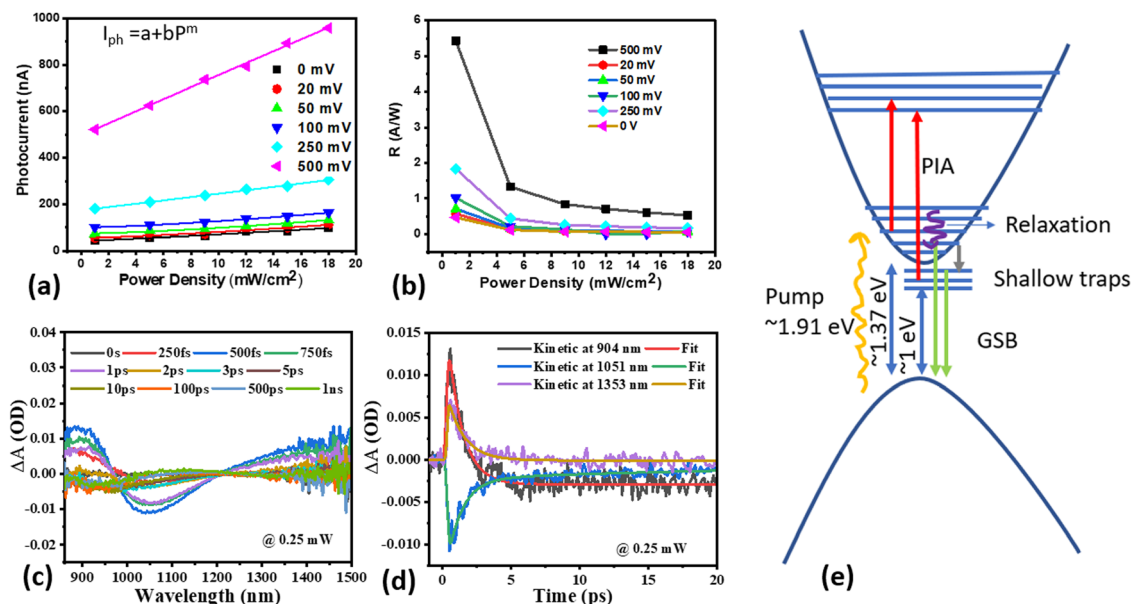 I_ph =a+bP^m
0 mV
20 mV
50 mV
100 mV
250 mV
500 mV
Photocurrent (nA)
1000
800
600
400
200
0
0 2 4 6 8 10 12 14 16 18 20
Power Density (mW/cm²)
(a)
500 mV
20 mV
50 mV
100 mV
250 mV
0 V
R (A/W)
6
5
4
3
2
1
0
0 2 4 6 8 10 12 14 16 18 20
Power Density (mW/cm²)
(b)
0.04
0.03
0.02
0.01
0.00
-0.01
-0.02
ΔA (OD)
0s 250fs 500fs 750fs
1ps 2ps 3ps 5ps
10ps 100ps 500ps 1ns
@ 0.25 mW
900 1000 1100 1200 1300 1400 1500
Wavelength (nm)
(c)
0.015
0.010
0.005
0.000
-0.005
-0.010
ΔA (OD)
Kinetic at 904 nm Fit
Kinetic at 1051 nm Fit
Kinetic at 1353 nm Fit
@ 0.25 mW
0 5 10 15 20
Time (ps)
(d)
PIA
Relaxation
Shallow traps
Pump
~1.91 eV
~1.37 eV
~1 eV
GSB
(e)